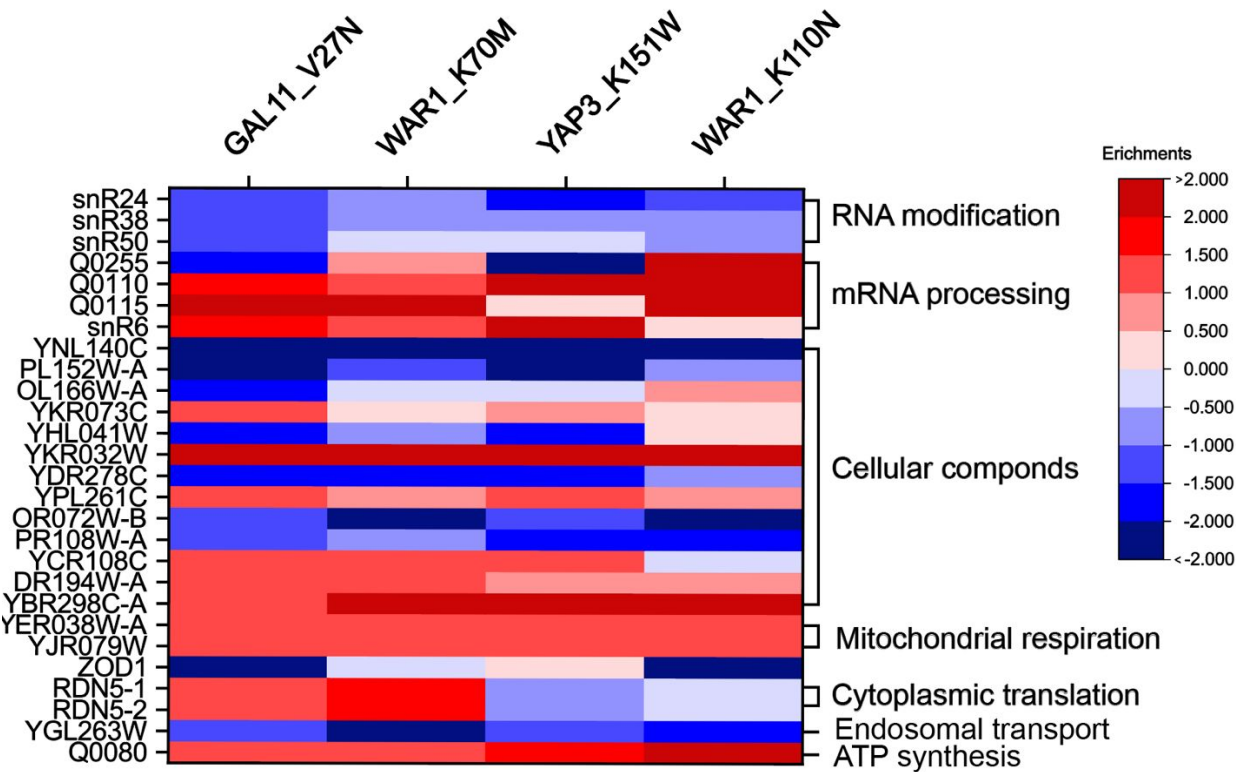 GAL11_V27N
WAR1_K70M
YAP3_K151W
WAR1_K110N
Erichments
>2.000
2.000
1.500
1.000
0.500
0.000
-0.500
-1.000
-1.500
-2.000
<-2.000
snR24
snR38
snR50
Q0255
Q0110
Q0115
snR6
YNL140C
PL152W-A
OL166W-A
YKR073C
YHL041W
YKR032W
YDR278C
YPL261C
OR072W-B
PR108W-A
YCR108C
DR194W-A
YBR298C-A
YER038W-A
YJR079W
ZOD1
RDN5-1
RDN5-2
YGL263W
Q0080
RNA modification
mRNA processing
Cellular componds
Mitochondrial respiration
Cytoplasmic translation
Endosomal transport
ATP synthesis